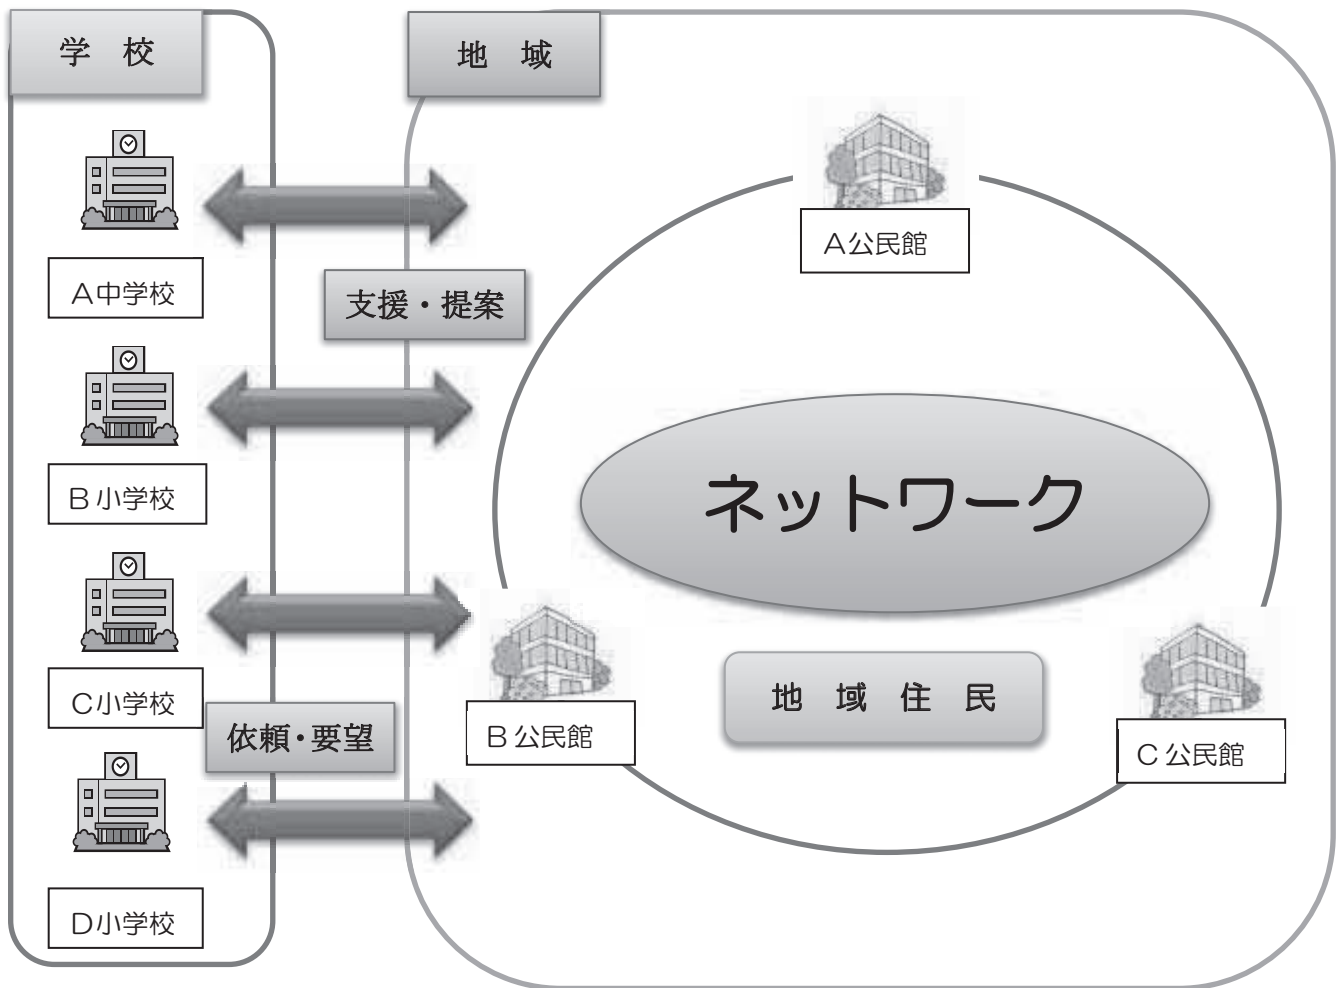 学　校
A中学校
B小学校
C小学校
D小学校
支援・提案
依頼・要望
地　域
A公民館
ネットワーク
地　域　住　民
B公民館
C公民館